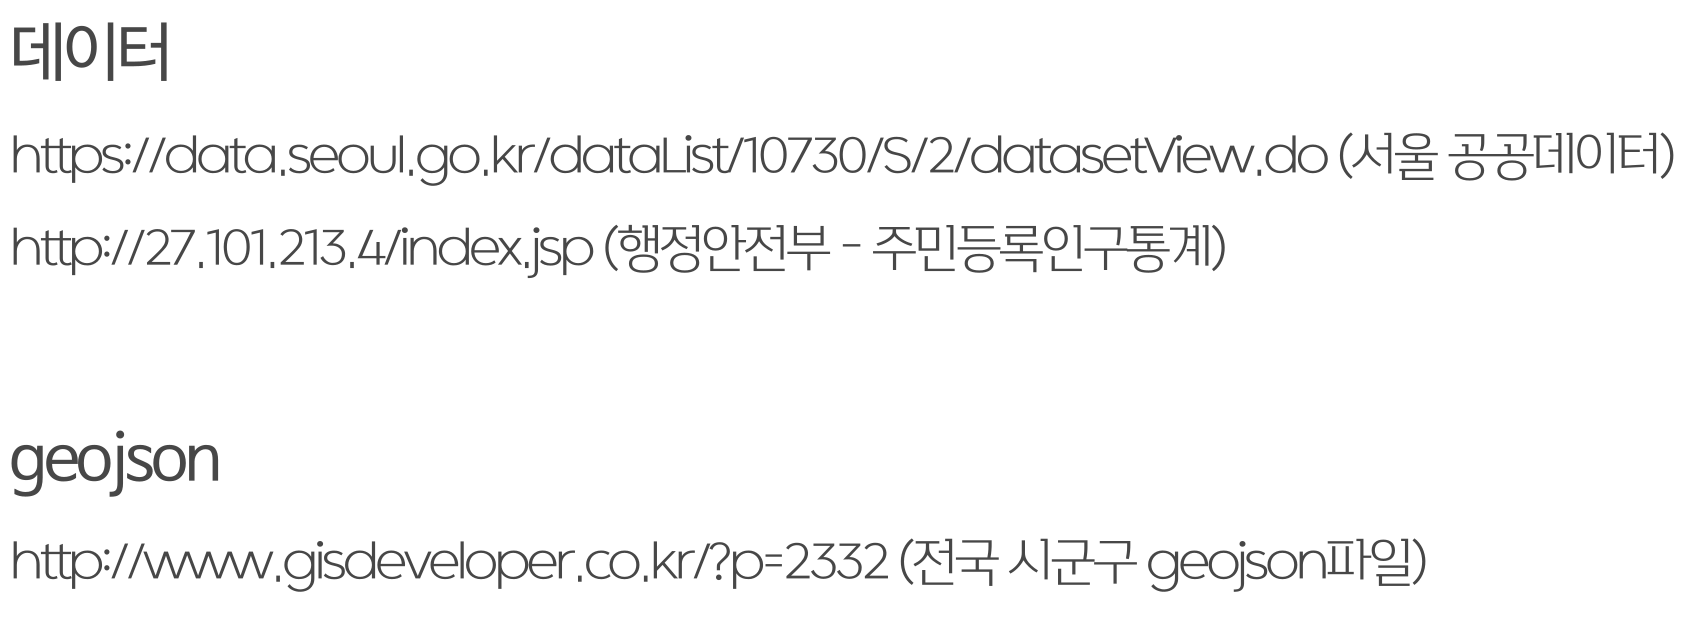 데이터
https://data.seoul.go.kr/dataList/10730/S/2/datasetView.do (서울 공공데이터)
http://27.101.213.4/index.jsp (행정안전부 - 주민등록인구통계)
geojson
http://www.gisdeveloper.co.kr/?p=2332 (전국 시군구 geojson파일)